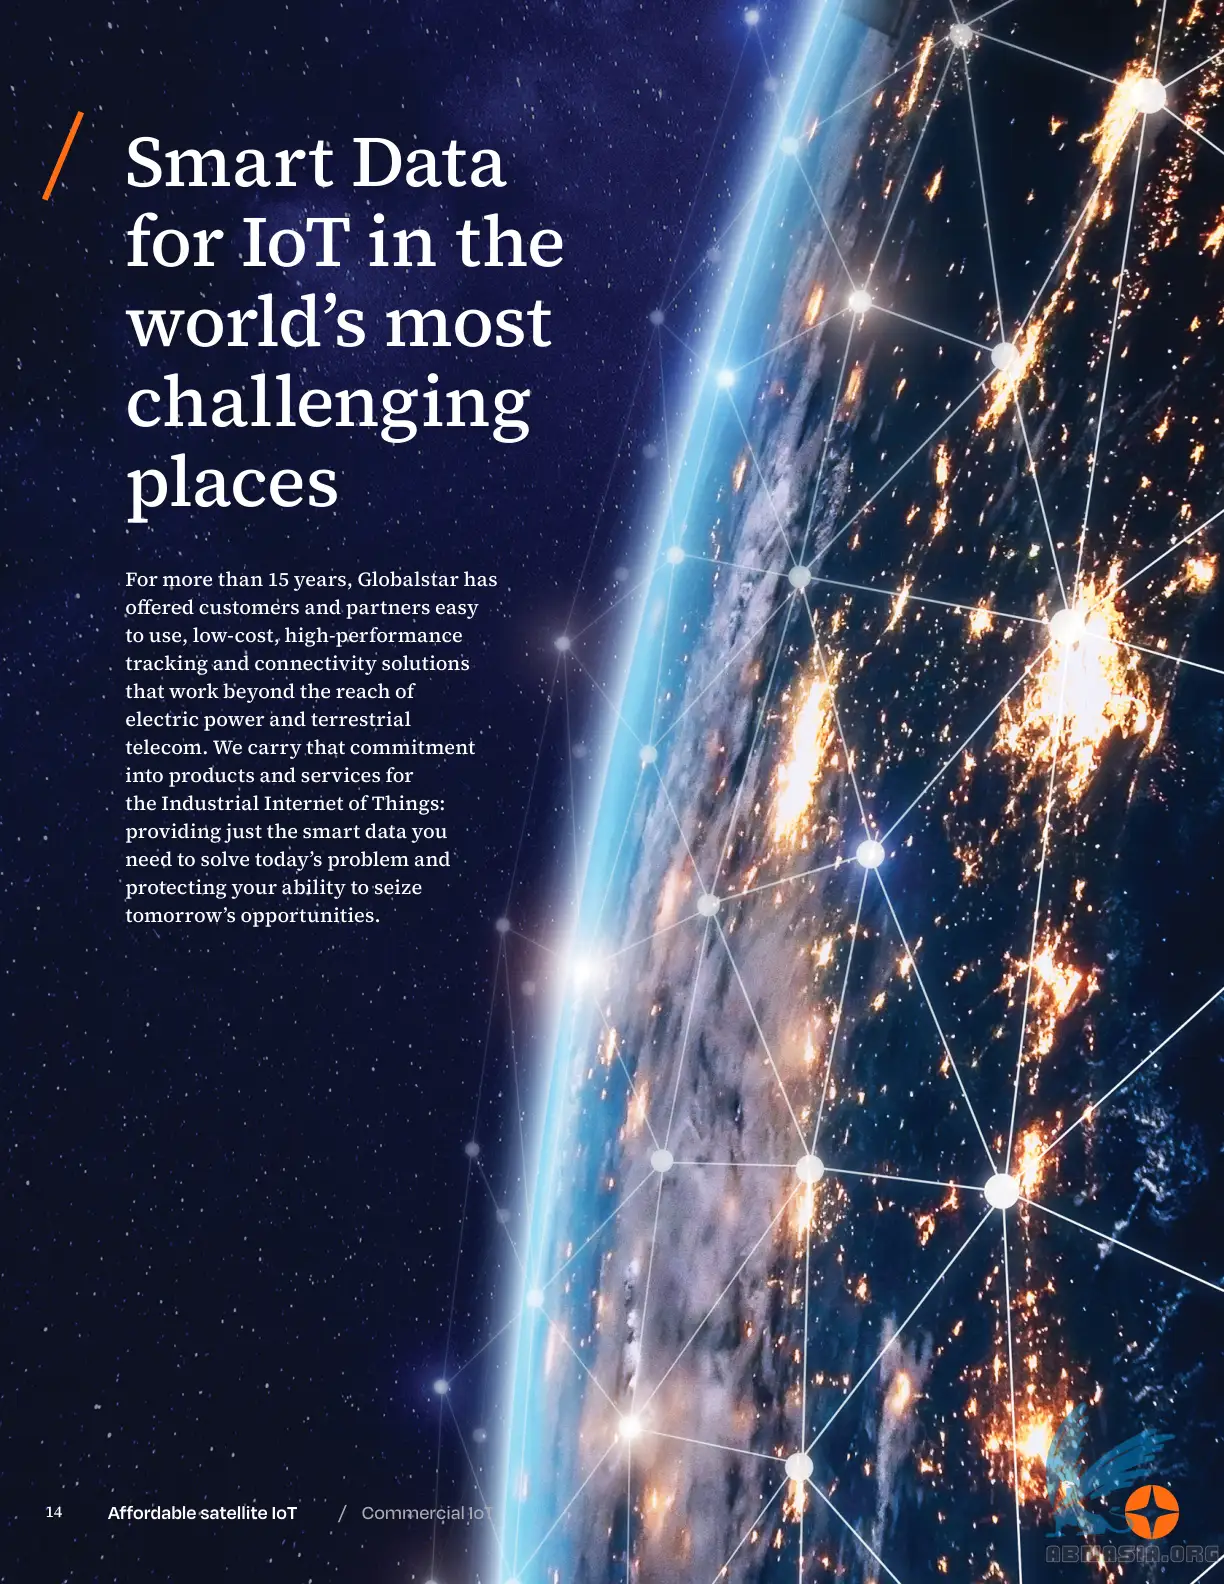 Smart Data
for IoT in the
world’s most
challenging
places
For more than 15 years, Globalstar has
offered customers and partners easy
to use, low-cost, high-performance
tracking and connectivity solutions
that work beyond the reach of
electric power and terrestrial
telecom. We carry that commitment
into products and services for
the Industrial Internet of Things:
providing just the smart data you
need to solve today’s problem and
protecting your ability to seize
tomorrow’s opportunities.
14 Affordable satellite IoT / Commercial IoT
ABMASIA.ORG